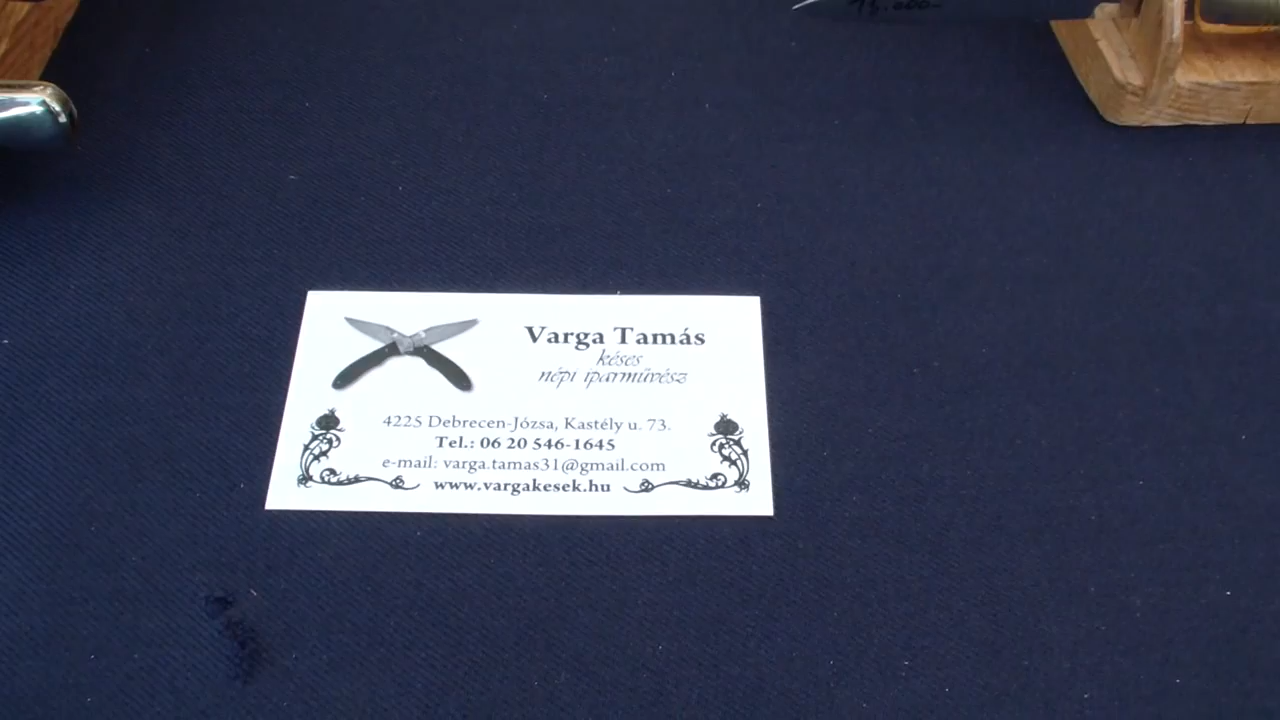 Varga Tamás
késes
népi iparművész
4225 Debrecen-Józsa, Kastély u. 73.
Tel.: 06 20 546-1645
e-mail: varga.tamas31@gmail.com
www.vargakesek.hu